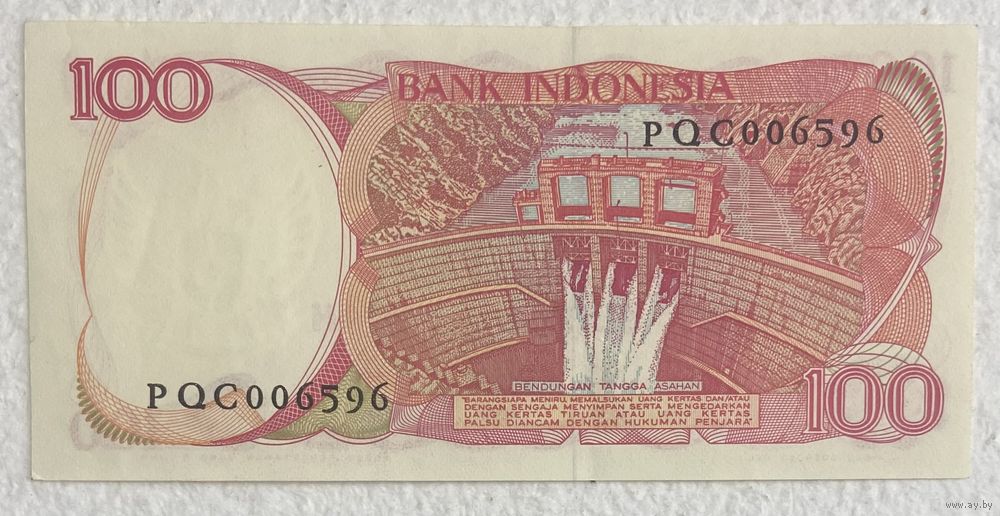 100
BANK INDONESIA
PQC006596
PQC006596
BENDUNGAN TANGGA ASAHAN
"BARANGSIAPA MENIRU, MEMALSUKAN UANG KERTAS DAN/ATAU
DENGAN SENGAJA MENYIMPAN SERTA MENGEDARKAN
UANG KERTAS TIRUAN ATAU UANG KERTAS
PALSU DIANCAM DENGAN HUKUMAN PENJARA"
100
www.ay.by